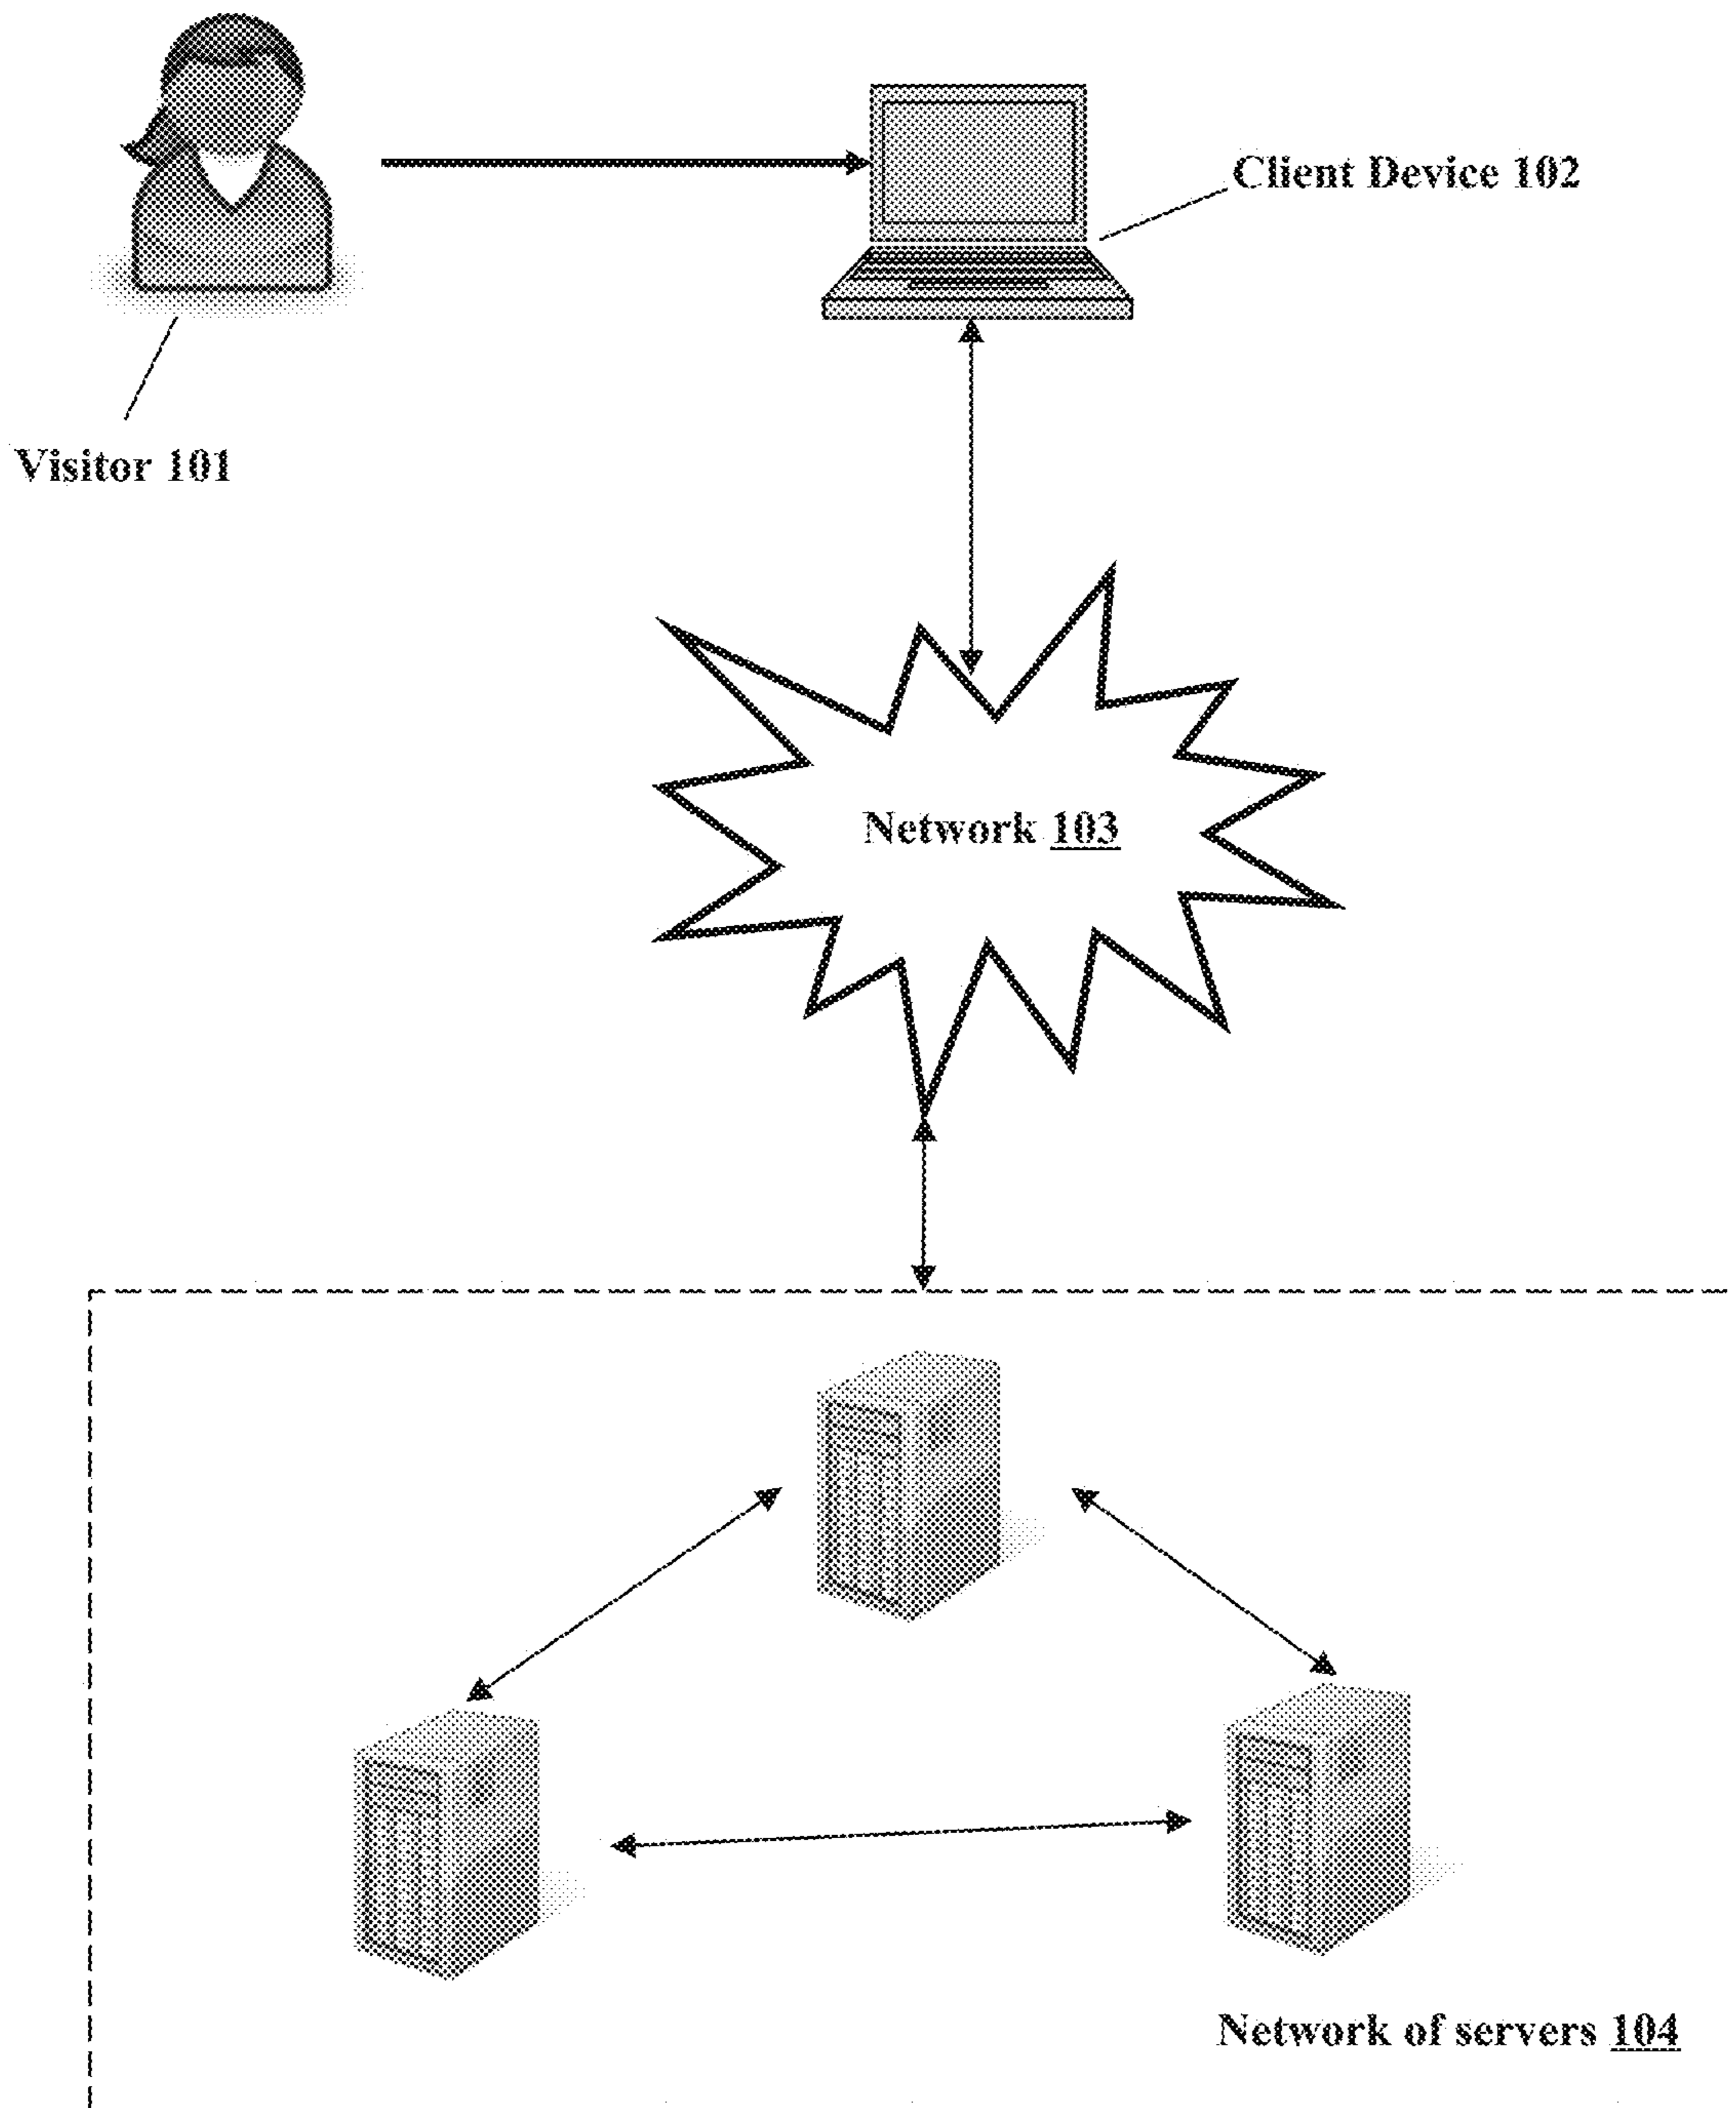 Client Device 102
Visitor 101
Network 103
Network of servers 104